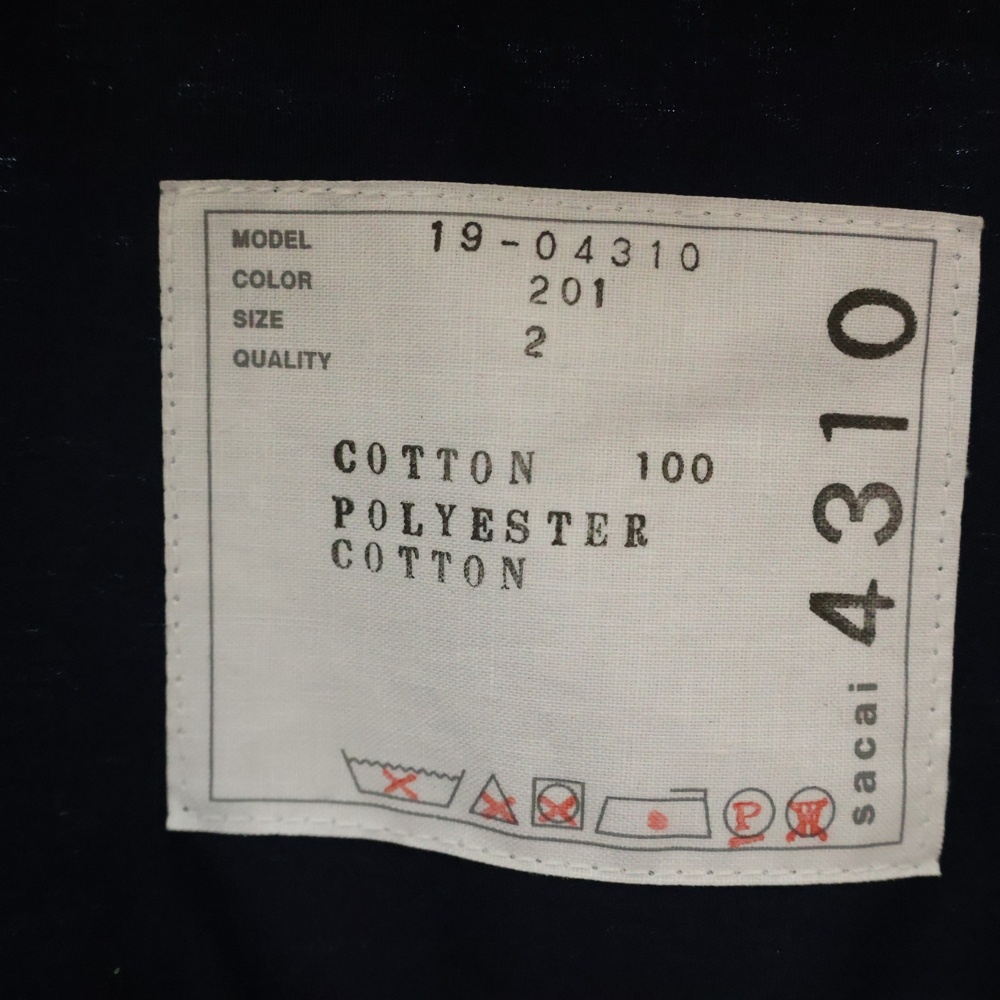 MODEL 19-04310
COLOR 201
SIZE 2
QUALITY
COTTON 100
POLYESTER
COTTON
P W
sacai 4310